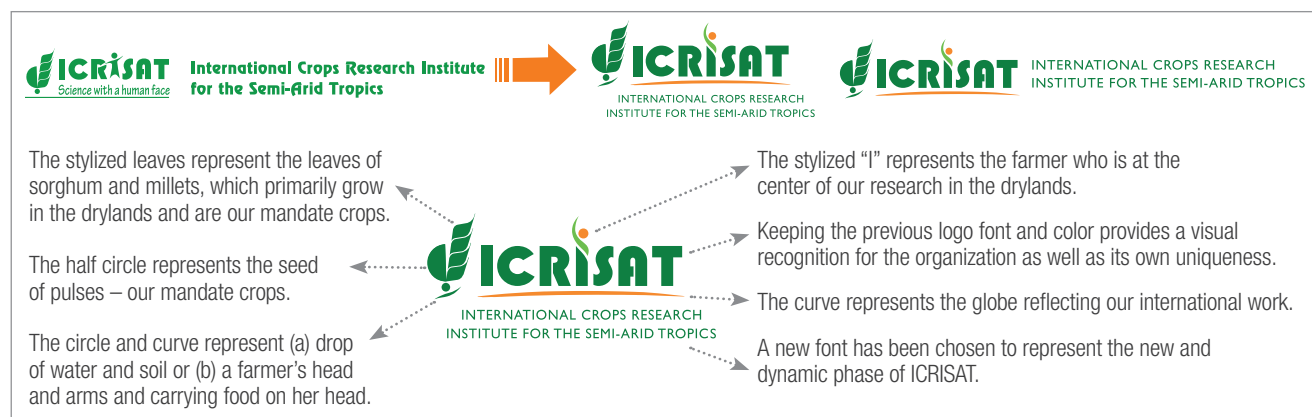 ICRISAT
Science with a human face
International Crops Research Institute
for the Semi-Arid Tropics
ICRISAT
INTERNATIONAL CROPS RESEARCH
INSTITUTE FOR THE SEMI-ARID TROPICS
ICRISAT
INTERNATIONAL CROPS RESEARCH
INSTITUTE FOR THE SEMI-ARID TROPICS
The stylized leaves represent the leaves of
sorghum and millets, which primarily grow
in the drylands and are our mandate crops.
The half circle represents the seed
of pulses – our mandate crops.
The circle and curve represent (a) drop
of water and soil or (b) a farmer’s head
and arms and carrying food on her head.
ICRISAT
INTERNATIONAL CROPS RESEARCH
INSTITUTE FOR THE SEMI-ARID TROPICS
The stylized “I” represents the farmer who is at the
center of our research in the drylands.
Keeping the previous logo font and color provides a visual
recognition for the organization as well as its own uniqueness.
The curve represents the globe reflecting our international work.
A new font has been chosen to represent the new and
dynamic phase of ICRISAT.